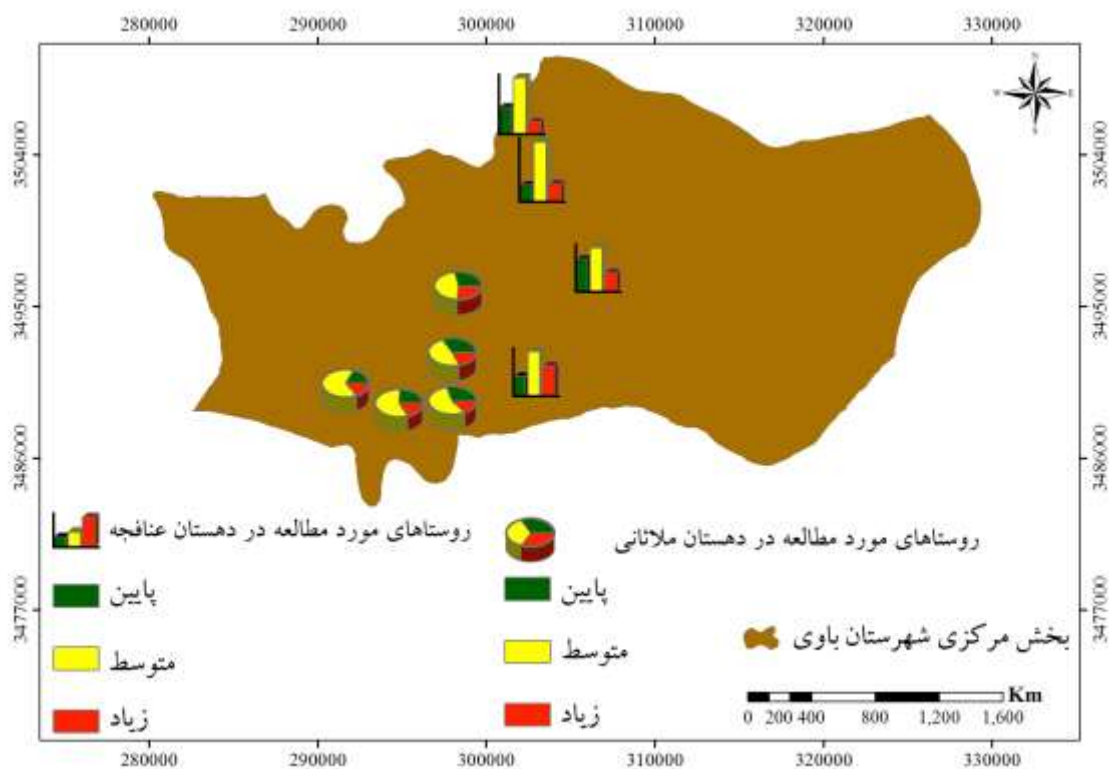 280000 290000 300000 310000 320000 330000
N
W E
S
3504000 3504000
3495000 3495000
3486000 3486000
3477000 3477000
روستاهای مورد مطالعه در دهستان عنافجه
پایین
متوسط
زیاد
روستاهای مورد مطالعه در دهستان ملاثانی
پایین
متوسط
زیاد
بخش مرکزی شهرستان باوی
Km
0 200 400 800 1,200 1,600
280000 290000 300000 310000 320000 330000